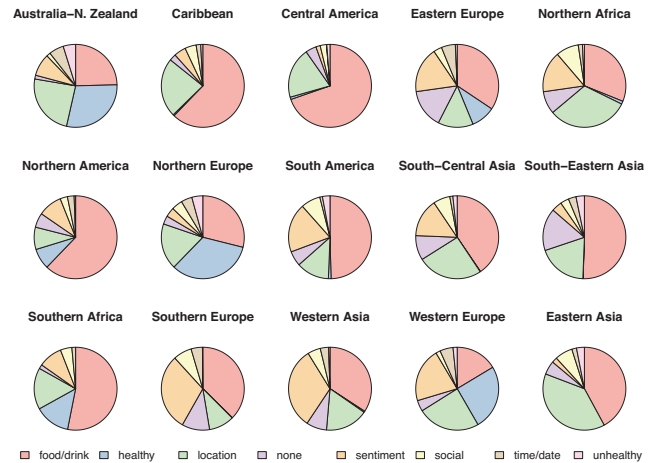 Australia–N. Zealand Caribbean Central America Eastern Europe Northern Africa
Northern America Northern Europe South America South–Central Asia South–Eastern Asia
Southern Africa Southern Europe Western Asia Western Europe Eastern Asia
food/drink healthy location none sentiment social time/date unhealthy